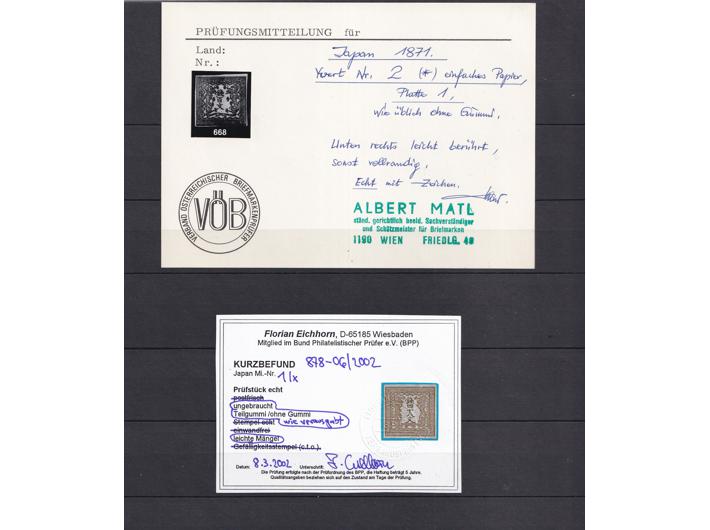 PRÜFUNGSMITTEILUNG für
Land:
Nr.:
Japan 1871.
Yvert Nr. 2 (*) einfaches Papier,
Platte 1,
wie üblich ohne Gummi.
668
Unten rechts leicht berührt,
sonst vollrandig.
Echt mit Zeichen.
VERBAND ÖSTERREICHISCHER BRIEFMARKENPRÜFER
VÖB
ALBERT MATL
ständ. gerichtlich beeid. Sachverständiger
und Schätzmeister für Briefmarken
1190 WIEN FRIEDLG. 40
Florian Eichhorn, D-65185 Wiesbaden
Mitglied im Bund Philatelistischer Prüfer e.V. (BPP)
KURZBEFUND 878-06/2002
Japan Mi.-Nr. 1/x
Prüfstück echt
postfrisch
ungebraucht
Teilgummi /ohne Gummi
Stempel echt wie verausgabt
einwandfrei
leichte Mängel
Gefälligkeitsstempel (c.t.o.).
Datum: 8.3.2002 Unterschrift: F. Eichhorn
Die Prüfung erfolgte nach der Prüfordnung des BPP, die Haftung beträgt 5 Jahre.
Qualitätsangaben beziehen sich auf den Zustand am Tage der Prüfung.